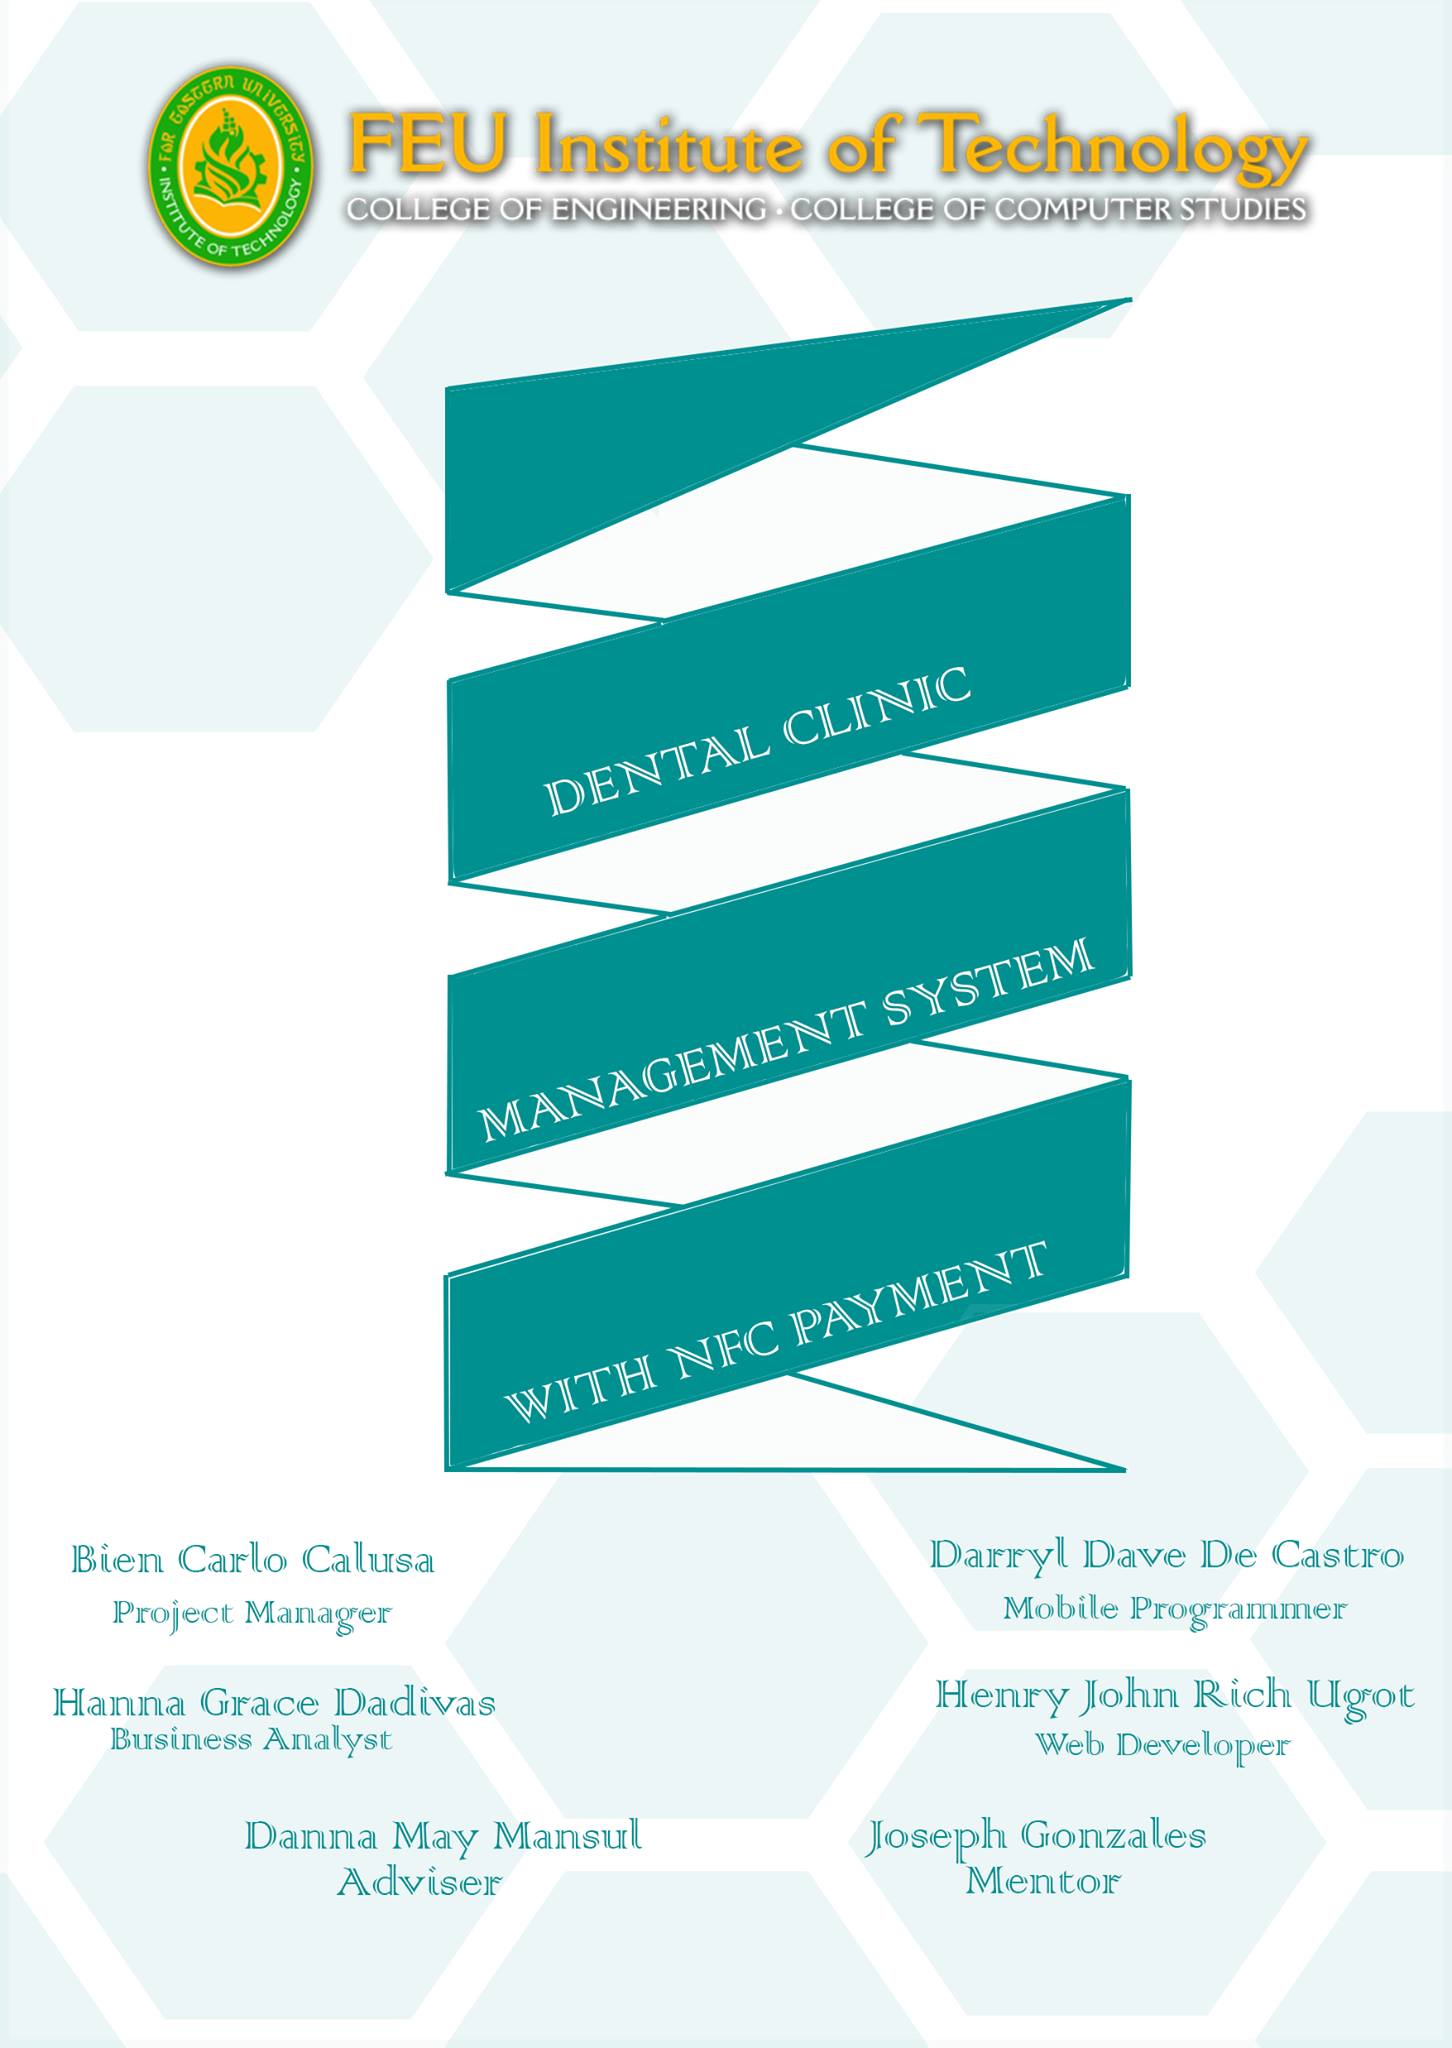 FAR EASTERN UNIVERSITY
• INSTITUTE OF TECHNOLOGY •
FEU Institute of Technology
COLLEGE OF ENGINEERING • COLLEGE OF COMPUTER STUDIES
DENTAL CLINIC
MANAGEMENT SYSTEM
WITH NFC PAYMENT
Bien Carlo Calusa
Project Manager
Darryl Dave De Castro
Mobile Programmer
Hanna Grace Dadivas
Business Analyst
Henry John Rich Ugot
Web Developer
Danna May Mansul
Adviser
Joseph Gonzales
Mentor